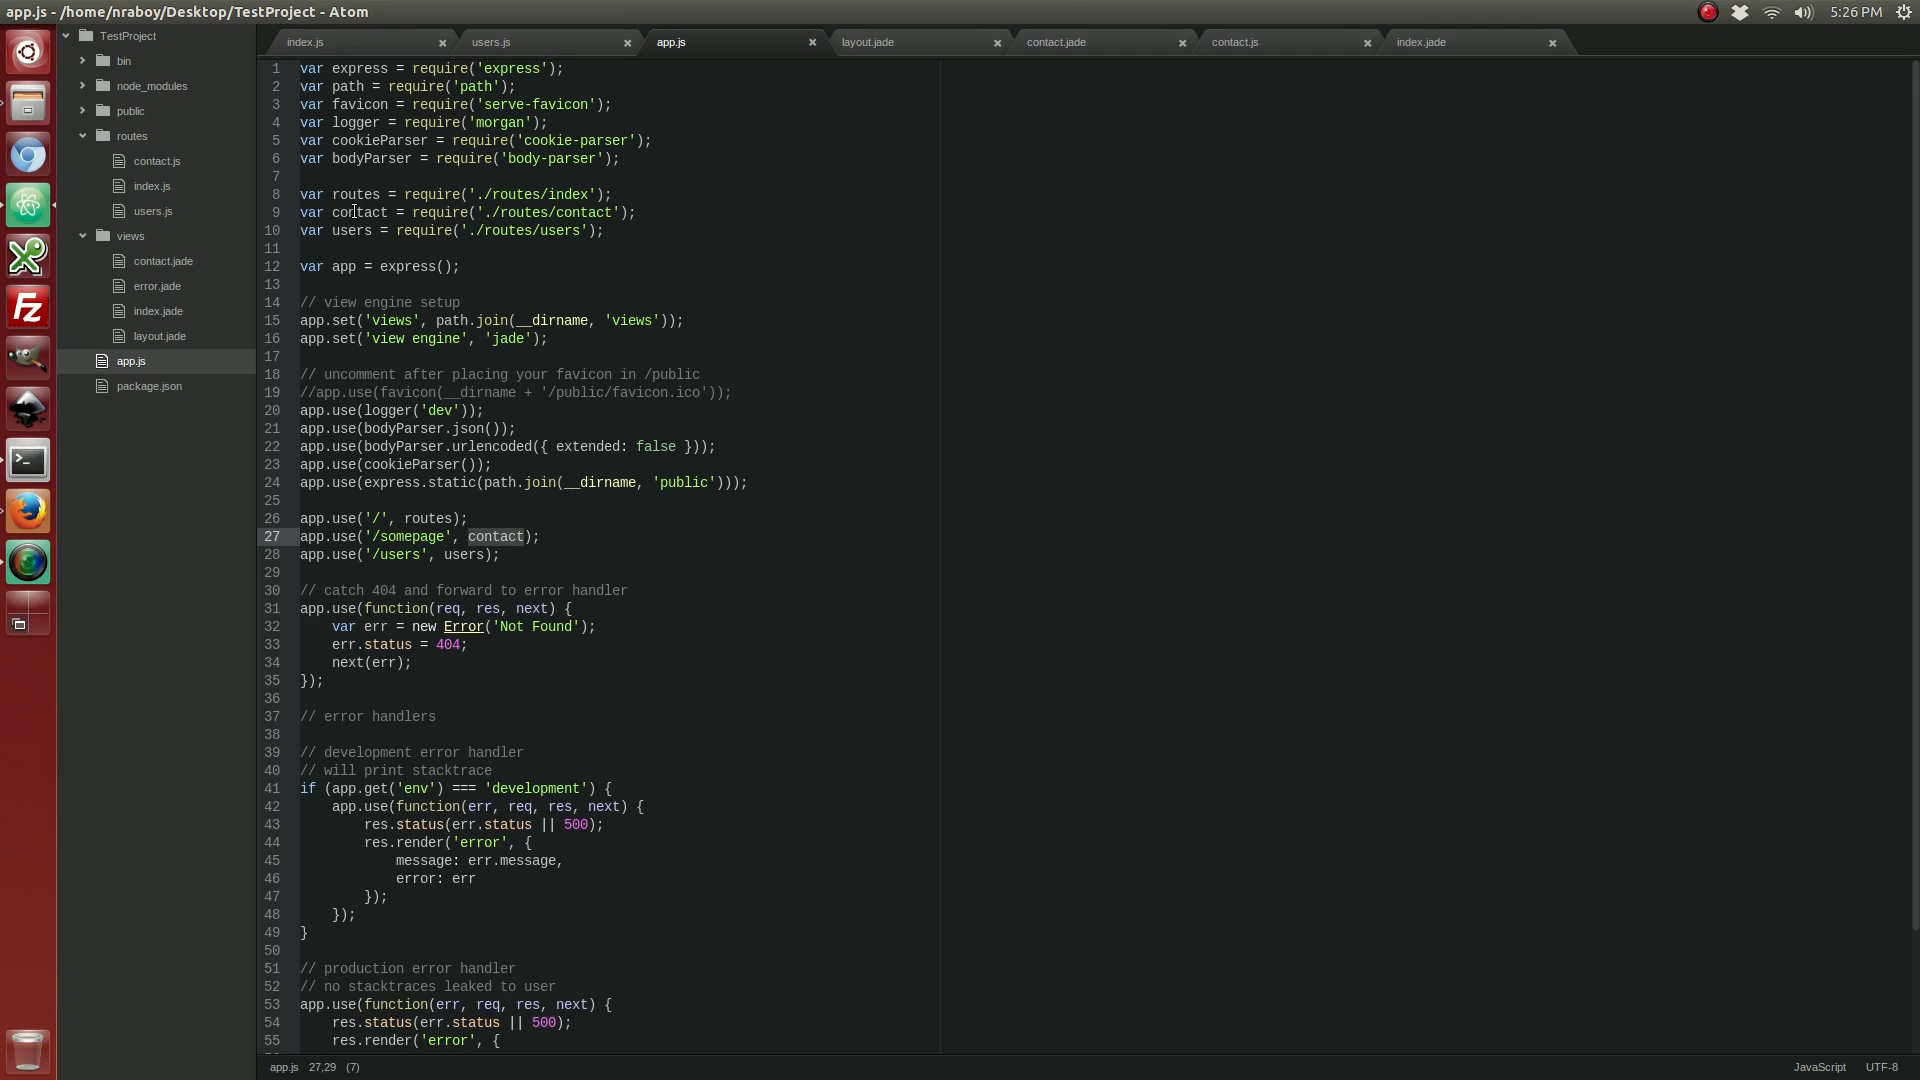 app.js - /home/nraboy/Desktop/TestProject - Atom
5:26 PM
TestProject
bin
node_modules
public
routes
contact.js
index.js
users.js
views
contact.jade
error.jade
index.jade
layout.jade
app.js
package.json
index.js
users.js
app.js
layout.jade
contact.jade
contact.js
index.jade
1 var express = require('express');
2 var path = require('path');
3 var favicon = require('serve-favicon');
4 var logger = require('morgan');
5 var cookieParser = require('cookie-parser');
6 var bodyParser = require('body-parser');
7
8 var routes = require('./routes/index');
9 var contact = require('./routes/contact');
10 var users = require('./routes/users');
11
12 var app = express();
13
14 // view engine setup
15 app.set('views', path.join(__dirname, 'views'));
16 app.set('view engine', 'jade');
17
18 // uncomment after placing your favicon in /public
19 //app.use(favicon(__dirname + '/public/favicon.ico'));
20 app.use(logger('dev'));
21 app.use(bodyParser.json());
22 app.use(bodyParser.urlencoded({ extended: false }));
23 app.use(cookieParser());
24 app.use(express.static(path.join(__dirname, 'public')));
25
26 app.use('/', routes);
27 app.use('/somepage', contact);
28 app.use('/users', users);
29
30 // catch 404 and forward to error handler
31 app.use(function(req, res, next) {
32 var err = new Error('Not Found');
33 err.status = 404;
34 next(err);
35 });
36
37 // error handlers
38
39 // development error handler
40 // will print stacktrace
41 if (app.get('env') === 'development') {
42 app.use(function(err, req, res, next) {
43 res.status(err.status || 500);
44 res.render('error', {
45 message: err.message,
46 error: err
47 });
48 });
49 }
50
51 // production error handler
52 // no stacktraces leaked to user
53 app.use(function(err, req, res, next) {
54 res.status(err.status || 500);
55 res.render('error', {
app.js 27,29 (7)
JavaScript UTF-8